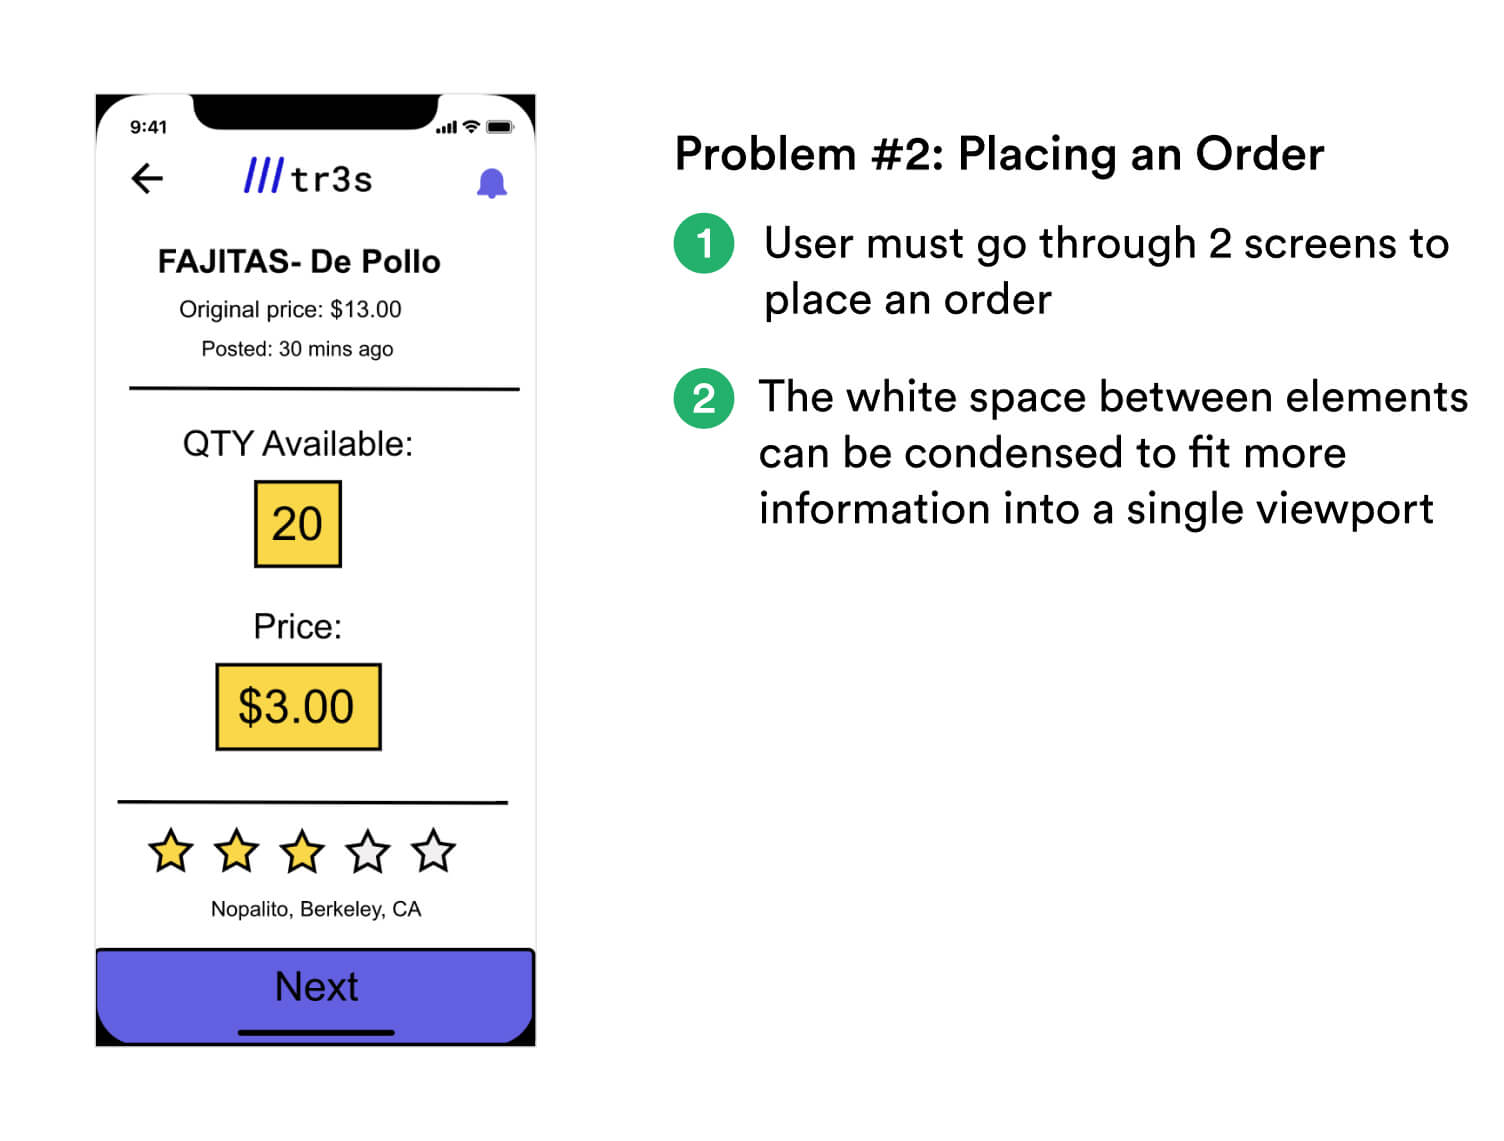 9:41
tr3s
FAJITAS- De Pollo
Original price: $13.00
Posted: 30 mins ago
QTY Available:
20
Price:
$3.00
Nopalito, Berkeley, CA
Next
Problem #2: Placing an Order
1 User must go through 2 screens to
place an order
2 The white space between elements
can be condensed to fit more
information into a single viewport